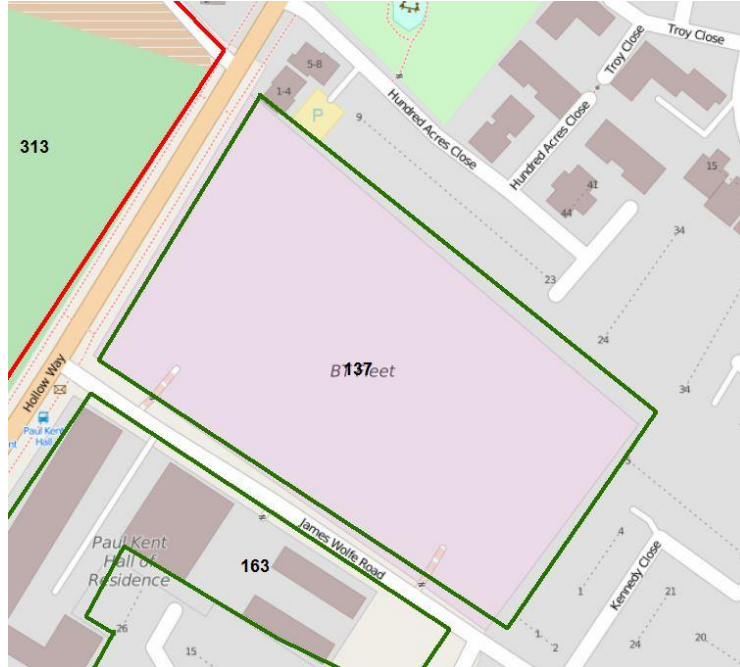 Troy Close
Troy Close
5-8
1-4
P
Hundred Acres Close
9
313
Hundred Acres Close
15
41
44
34
23
24
Hollow Way
137
34
Paul Kent
Hall
James Wolfe Road
Paul Kent
Hall of
Residence
163
4
Kennedy Close
1
21
26
1
2
24
20
15